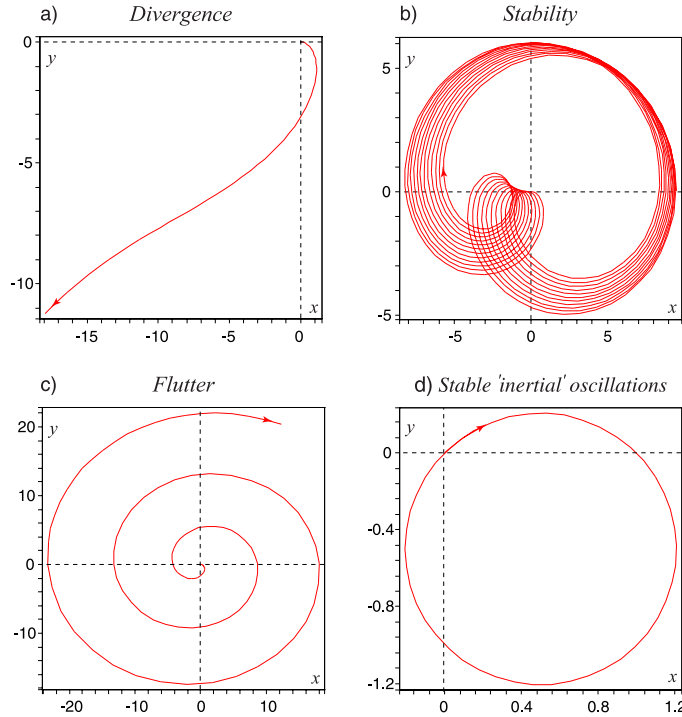 a) Divergence
0
y
-5
-10
x
-15 -10 -5 0
b) Stability
y
5
0
-5
x
-5 0 5
c) Flutter
20
y
10
0
-10
x
-20 -10 0 10
d) Stable 'inertial' oscillations
y
0
-0.4
-0.8
-1.2
x
0 0.4 0.8 1.2